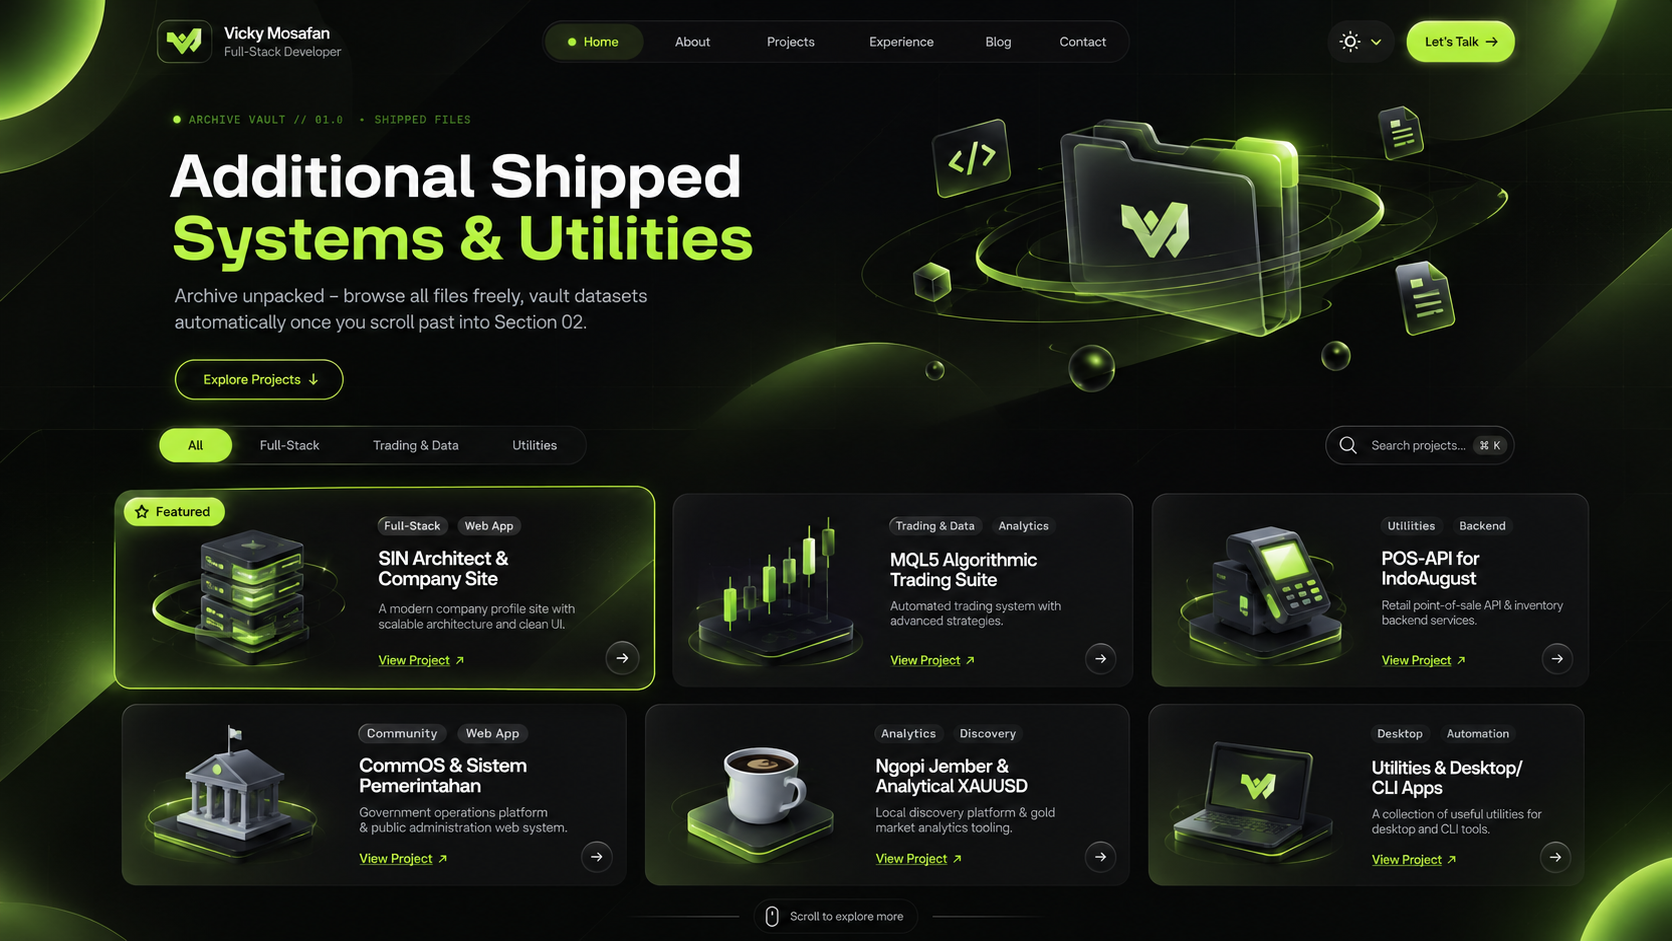 Vicky Mosafan
Full-Stack Developer
Home
About
Projects
Experience
Blog
Contact
Let's Talk →
ARCHIVE VAULT // 01.0 • SHIPPED FILES
Additional Shipped
Systems & Utilities
Archive unpacked – browse all files freely, vault datasets
automatically once you scroll past into Section 02.
Explore Projects ↓
All
Full-Stack
Trading & Data
Utilities
Search projects... ⌘ K
Featured
Full-Stack
Web App
SIN Architect &
Company Site
A modern company profile site with
scalable architecture and clean UI.
View Project ↗
Trading & Data
Analytics
MQL5 Algorithmic
Trading Suite
Automated trading system with
advanced strategies.
View Project ↗
Utiliities
Backend
POS-API for
IndoAugust
Retail point-of-sale API & inventory
backend services.
View Project ↗
Community
Web App
CommOS & Sistem
Pemerintahan
Government operations platform
& public administration web system.
View Project ↗
Analytics
Discovery
Ngopi Jember &
Analytical XAUUSD
Local discovery platform & gold
market analytics tooling.
View Project ↗
Desktop
Automation
Utilities & Desktop/
CLI Apps
A collection of useful utilities for
desktop and CLI tools.
View Project ↗
Scroll to explore more